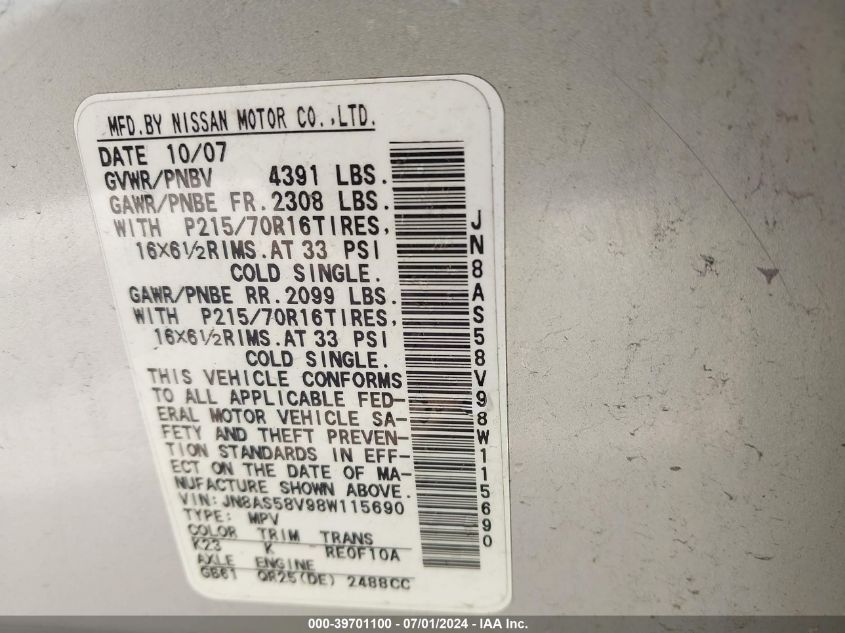 MFD.BY NISSAN MOTOR CO.,LTD.
DATE 10/07
GVWR/PNBV 4391 LBS.
GAWR/PNBE FR.2308 LBS.
WITH P215/70R16TIRES,
16X6½RIMS.AT 33 PSI
COLD SINGLE.
GAWR/PNBE RR.2099 LBS.
WITH P215/70R16TIRES,
16X6½RIMS.AT 33 PSI
COLD SINGLE.
THIS VEHICLE CONFORMS
TO ALL APPLICABLE FED-
ERAL MOTOR VEHICLE SA-
FETY AND THEFT PREVEN-
TION STANDARDS IN EFF-
ECT ON THE DATE OF MA-
NUFACTURE SHOWN ABOVE.
VIN: JN8AS58V98W115690
TYPE: MPV
COLOR TRIM TRANS
K23 K RE0F10A
AXLE ENGINE
GB61 QR25(DE) 2488CC
JN8AS58V98W115690
000-39701100 - 07/01/2024 - IAA Inc.